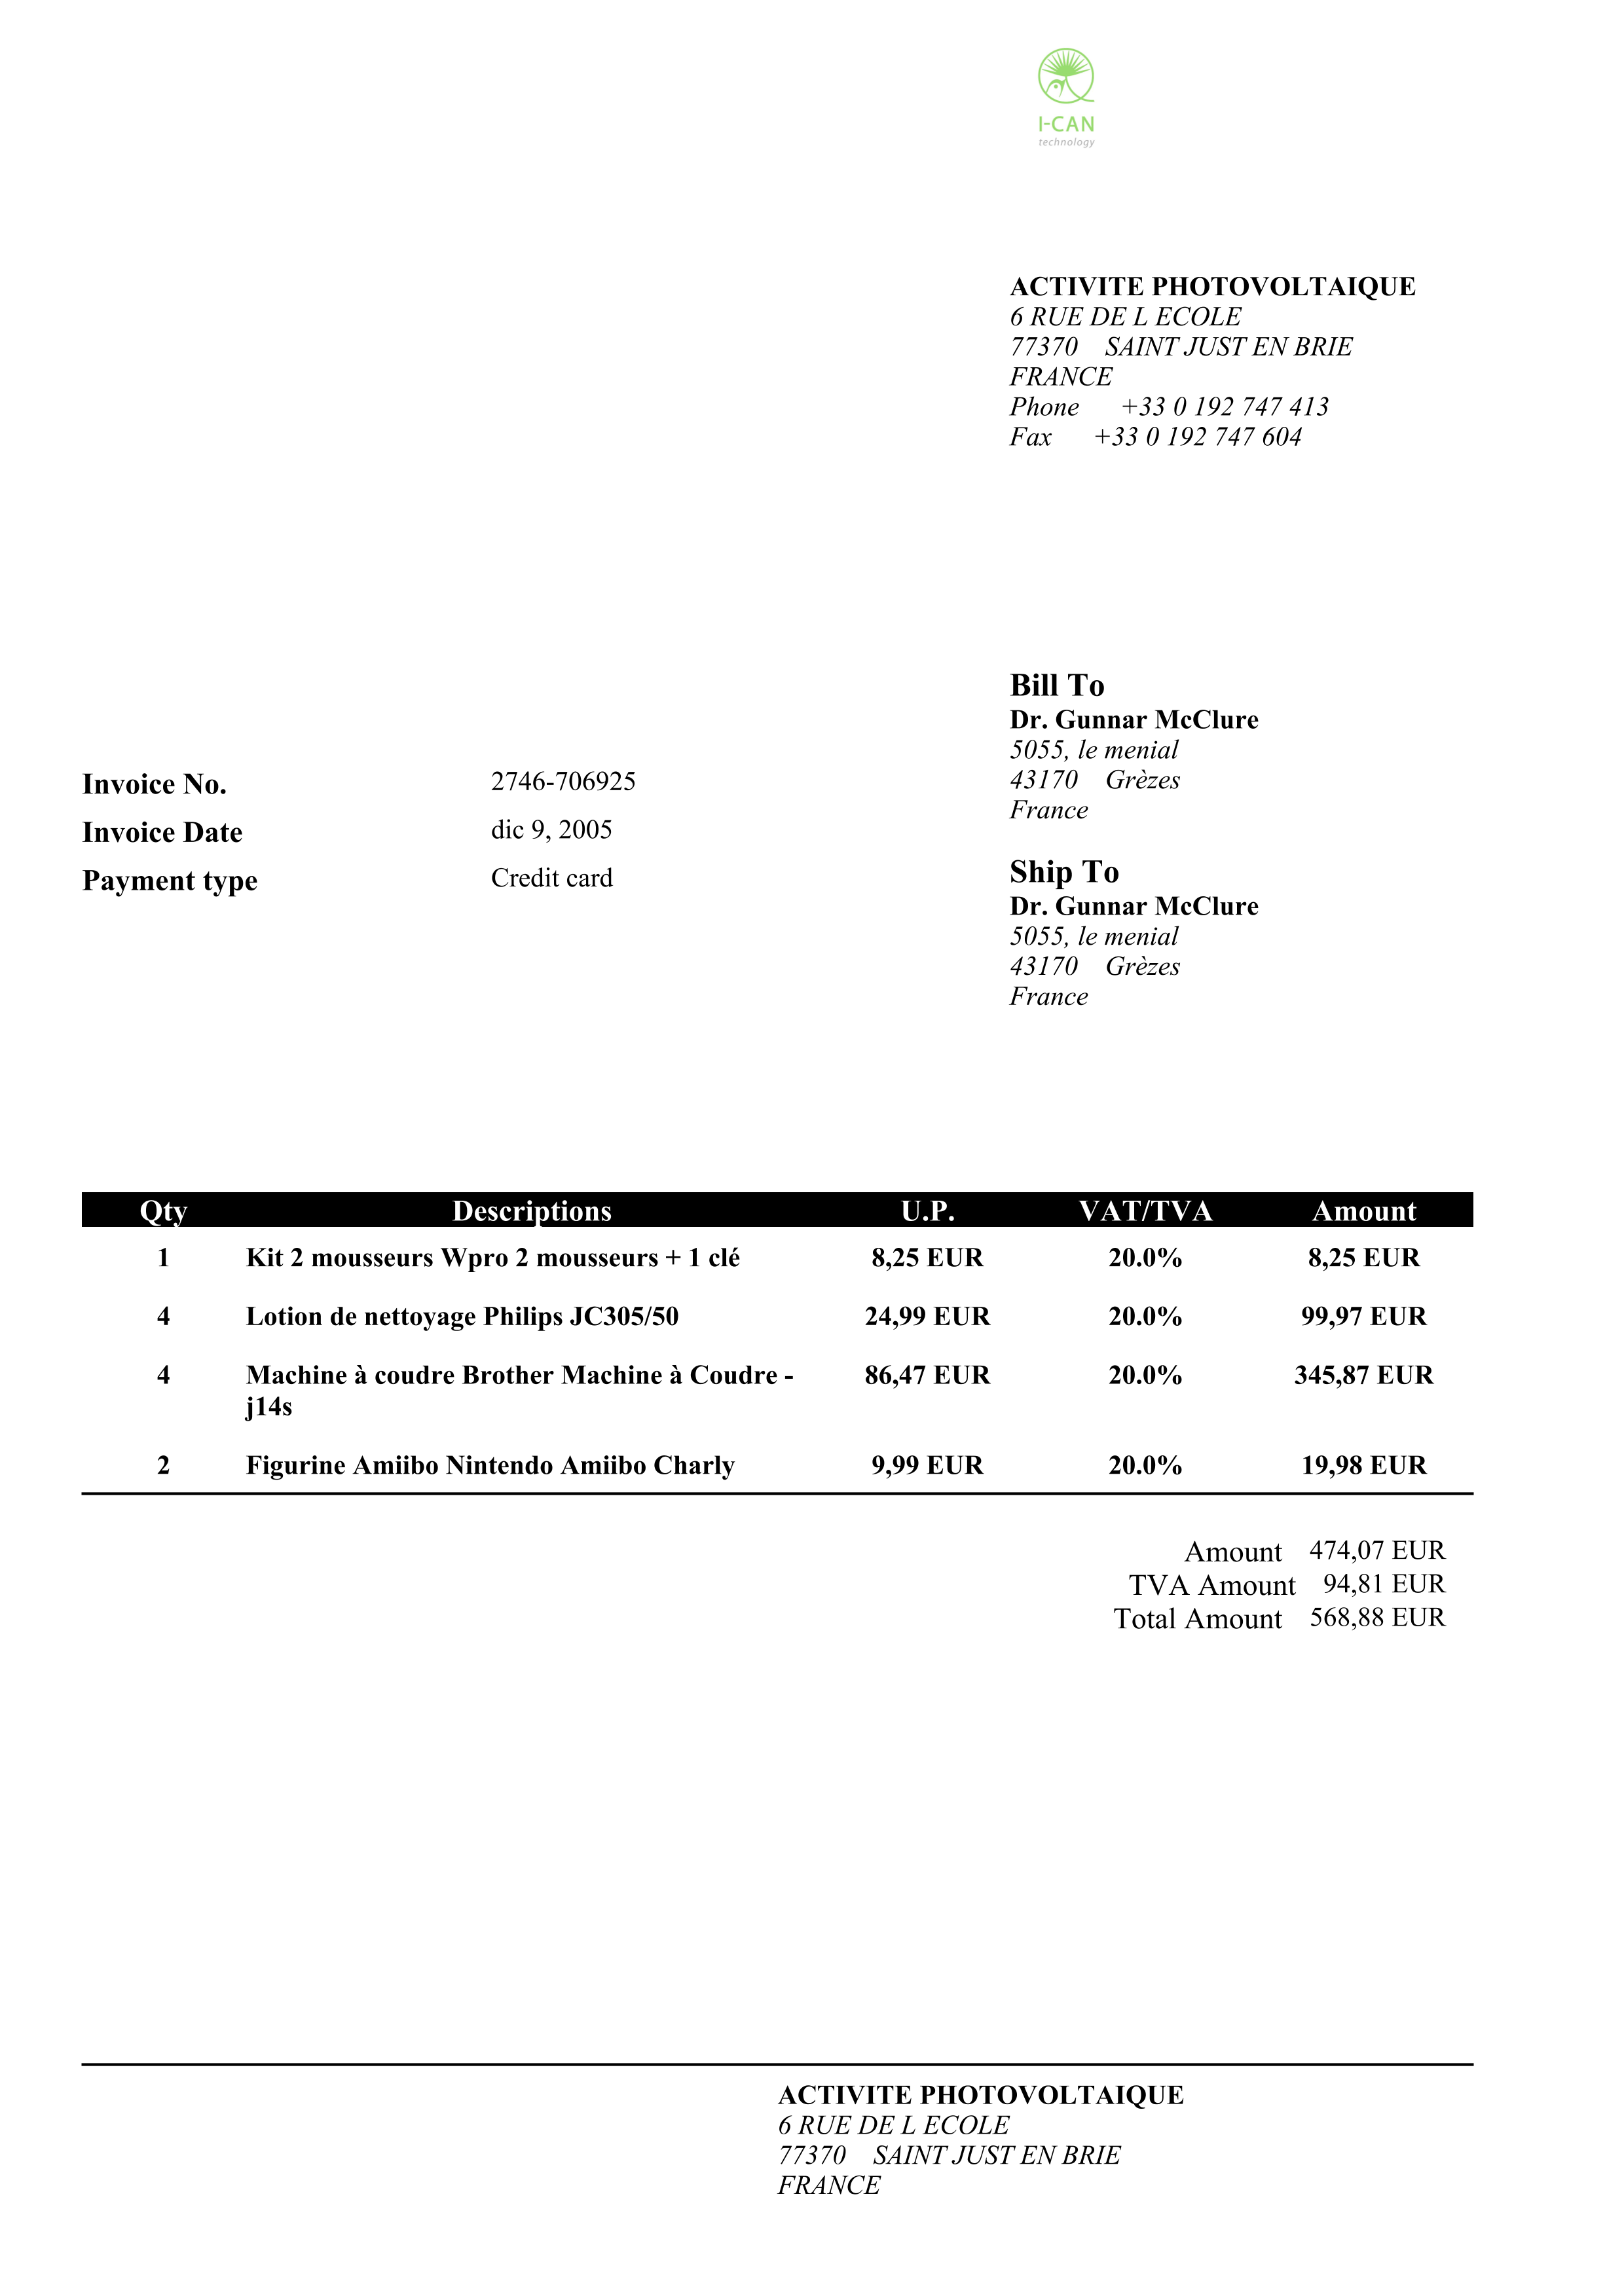 I-CAN
technology
ACTIVITE PHOTOVOLTAIQUE
6 RUE DE L ECOLE
77370 SAINT JUST EN BRIE
FRANCE
Phone +33 0 192 747 413
Fax +33 0 192 747 604
Bill To
Dr. Gunnar McClure
5055, le menial
43170 Grèzes
France
Invoice No. 2746-706925
Invoice Date dic 9, 2005
Payment type Credit card
Ship To
Dr. Gunnar McClure
5055, le menial
43170 Grèzes
France
Qty Descriptions U.P. VAT/TVA Amount
1 Kit 2 mousseurs Wpro 2 mousseurs + 1 clé 8,25 EUR 20.0% 8,25 EUR
4 Lotion de nettoyage Philips JC305/50 24,99 EUR 20.0% 99,97 EUR
4 Machine à coudre Brother Machine à Coudre - 86,47 EUR 20.0% 345,87 EUR
j14s
2 Figurine Amiibo Nintendo Amiibo Charly 9,99 EUR 20.0% 19,98 EUR
Amount 474,07 EUR
TVA Amount 94,81 EUR
Total Amount 568,88 EUR
ACTIVITE PHOTOVOLTAIQUE
6 RUE DE L ECOLE
77370 SAINT JUST EN BRIE
FRANCE